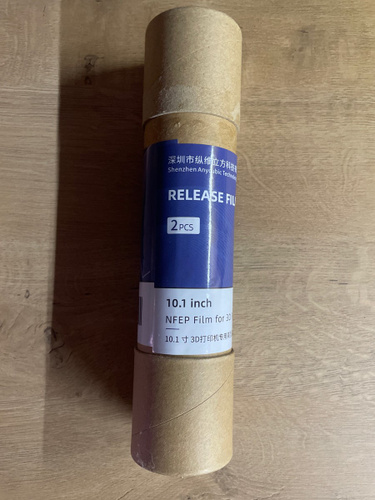 深圳市纵维立方科技
Shenzhen Anycubic Technology
RELEASE FIL
2 PCS
10.1 inch
NFEP Film for 3D
10.1 寸 3D打印机专用